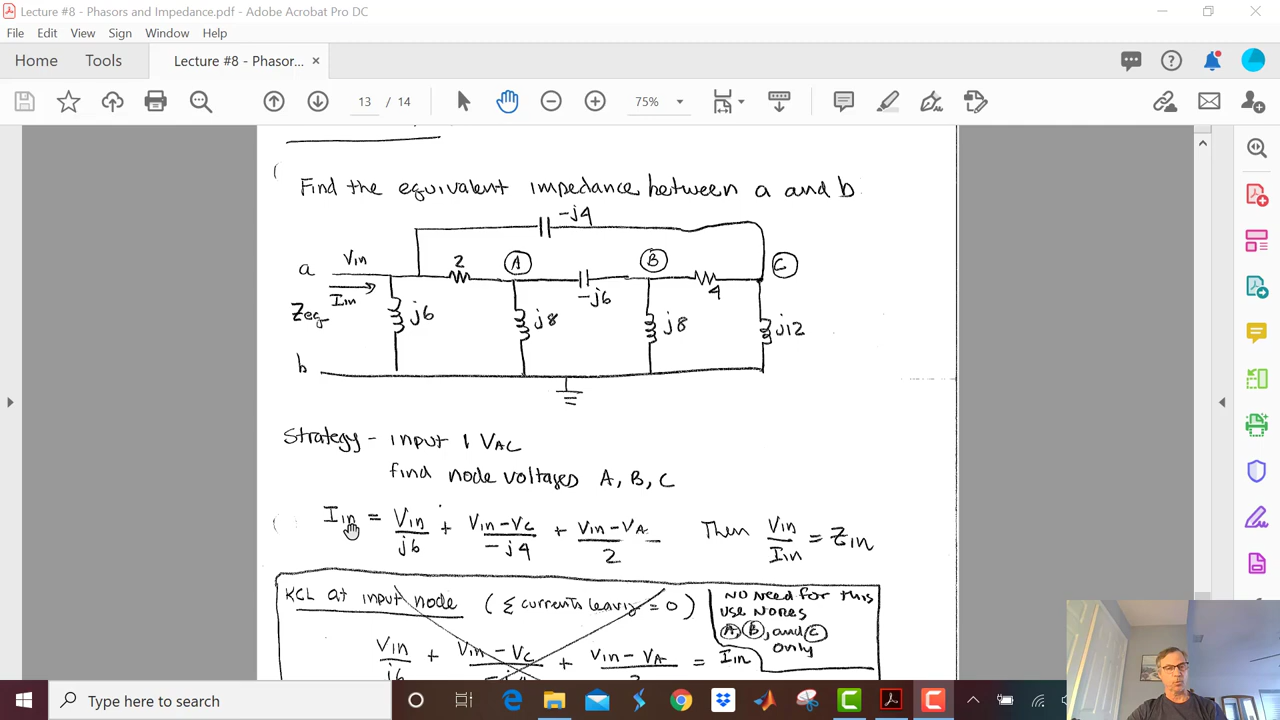 Lecture #8 - Phasors and Impedance.pdf - Adobe Acrobat Pro DC
File Edit View Sign Window Help
Home Tools Lecture #8 - Phasor... ×
13 / 14 75%
Find the equivalent impedance between a and b
-j4
a Vin 2 A B C
Iin -j6 4
Zeq j6 j8 j8 j12
b
Strategy - input 1 VAC
find node voltages A, B, C
Iin = Vin/j6 + Vin-Vc/-j4 + Vin-VA/2 Then Vin/Iin = Zin
KCL at input node (Σ currents leaving = 0)
NO NEED FOR THIS
USE NODES
A, B, and C
only
Vin/j6 + Vin - Vc/-j4 + Vin - VA/2 = Iin
Type here to search